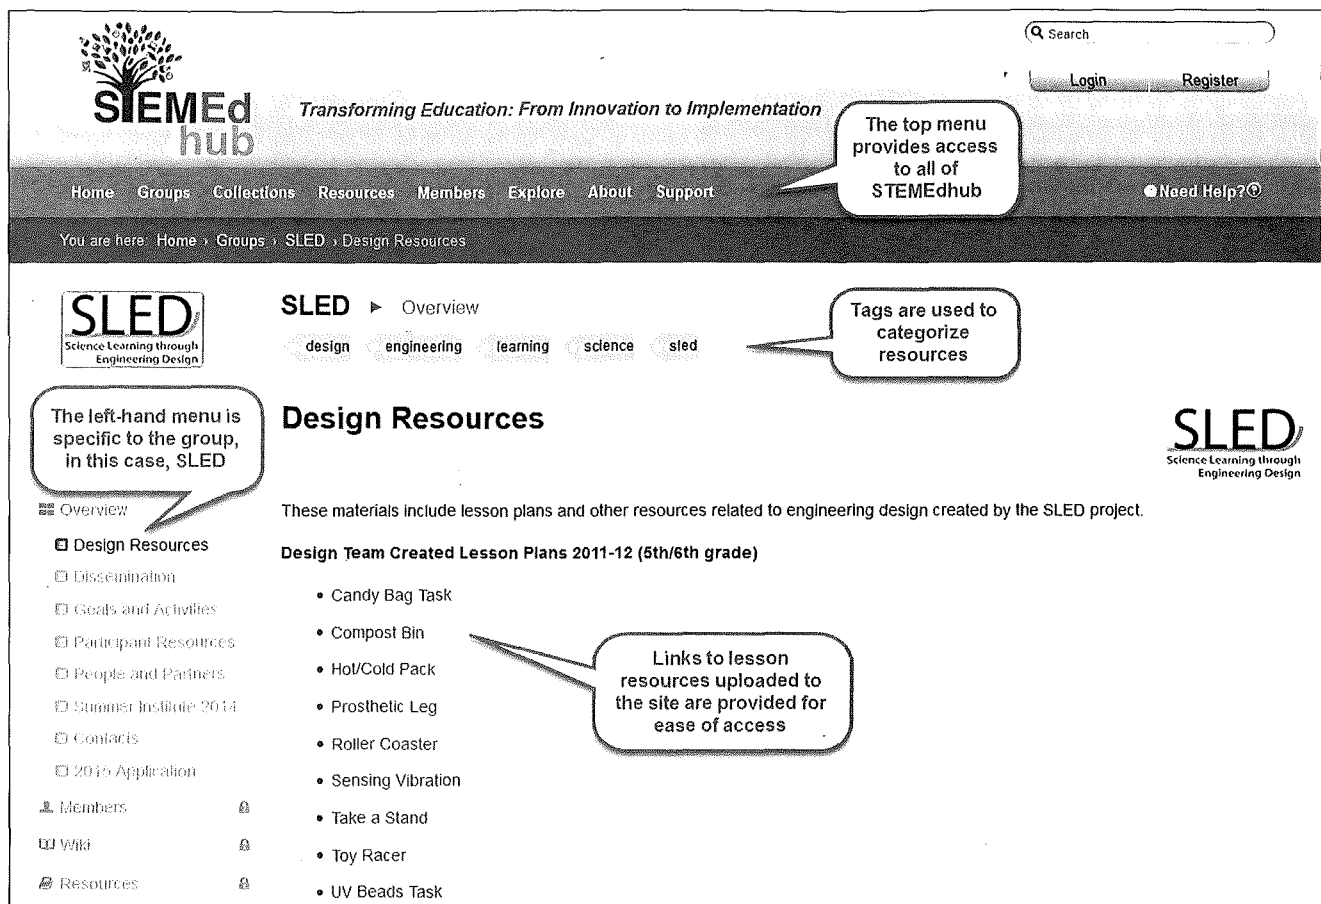 Search
Login Register
STEMEd
hub
Transforming Education: From Innovation to Implementation
The top menu
provides access
to all of
STEMEdhub
Home Groups Collections Resources Members Explore About Support
Need Help?
You are here: Home › Groups › SLED › Design Resources
SLED
Science Learning through
Engineering Design
SLED ► Overview
design engineering learning science sled
Tags are used to
categorize
resources
The left-hand menu is
specific to the group,
in this case, SLED
Design Resources
SLED
Science Learning through
Engineering Design
Overview
Design Resources
Dissemination
Goals and Activities
Participant Resources
People and Partners
Summer Institute 2014
Contacts
2015 Application
Members
Wiki
Resources
These materials include lesson plans and other resources related to engineering design created by the SLED project.
Design Team Created Lesson Plans 2011-12 (5th/6th grade)
• Candy Bag Task
• Compost Bin
• Hot/Cold Pack
• Prosthetic Leg
• Roller Coaster
• Sensing Vibration
• Take a Stand
• Toy Racer
• UV Beads Task
Links to lesson
resources uploaded to
the site are provided for
ease of access